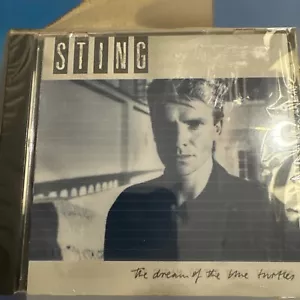 STING
the dream of the blue turtles